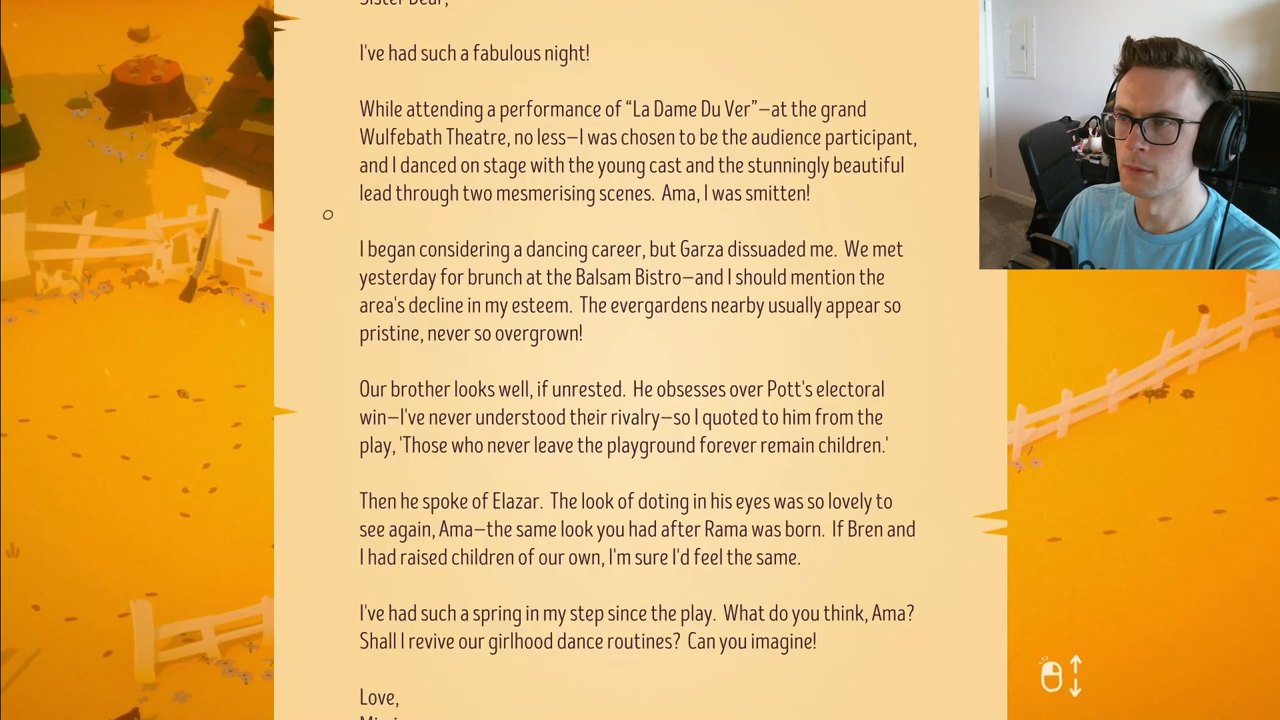 Sister Dear,
I've had such a fabulous night!
While attending a performance of “La Dame Du Ver”—at the grand
Wulfebath Theatre, no less—I was chosen to be the audience participant,
and I danced on stage with the young cast and the stunningly beautiful
lead through two mesmerising scenes. Ama, I was smitten!
I began considering a dancing career, but Garza dissuaded me. We met
yesterday for brunch at the Balsam Bistro—and I should mention the
area's decline in my esteem. The evergardens nearby usually appear so
pristine, never so overgrown!
Our brother looks well, if unrested. He obsesses over Pott's electoral
win—I've never understood their rivalry—so I quoted to him from the
play, 'Those who never leave the playground forever remain children.'
Then he spoke of Elazar. The look of doting in his eyes was so lovely to
see again, Ama—the same look you had after Rama was born. If Bren and
I had raised children of our own, I'm sure I'd feel the same.
I've had such a spring in my step since the play. What do you think, Ama?
Shall I revive our girlhood dance routines? Can you imagine!
Love,